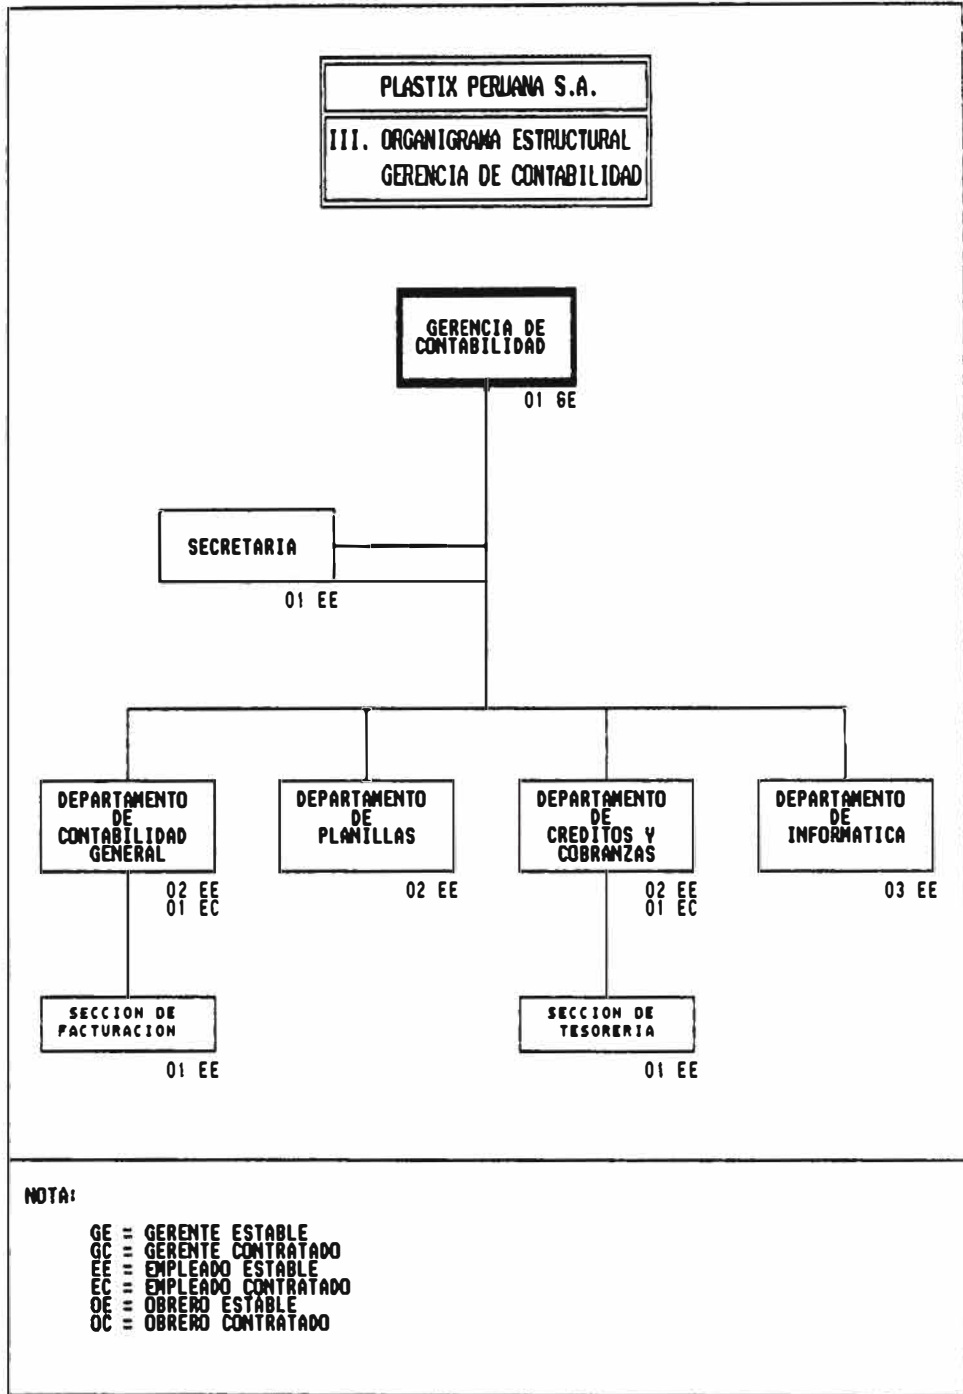 PLASTIX PERUANA S.A.
III. ORGANIGRAMA ESTRUCTURAL
GERENCIA DE CONTABILIDAD
GERENCIA DE
CONTABILIDAD
01 GE
SECRETARIA
01 EE
DEPARTAMENTO
DE
CONTABILIDAD
GENERAL
02 EE
01 EC
DEPARTAMENTO
DE
PLANILLAS
02 EE
DEPARTAMENTO
DE
CREDITOS Y
COBRANZAS
02 EE
01 EC
DEPARTAMENTO
DE
INFORMATICA
03 EE
SECCION DE
FACTURACION
01 EE
SECCION DE
TESORERIA
01 EE
NOTA:
GE = GERENTE ESTABLE
GC = GERENTE CONTRATADO
EE = EMPLEADO ESTABLE
EC = EMPLEADO CONTRATADO
OE = OBRERO ESTABLE
OC = OBRERO CONTRATADO